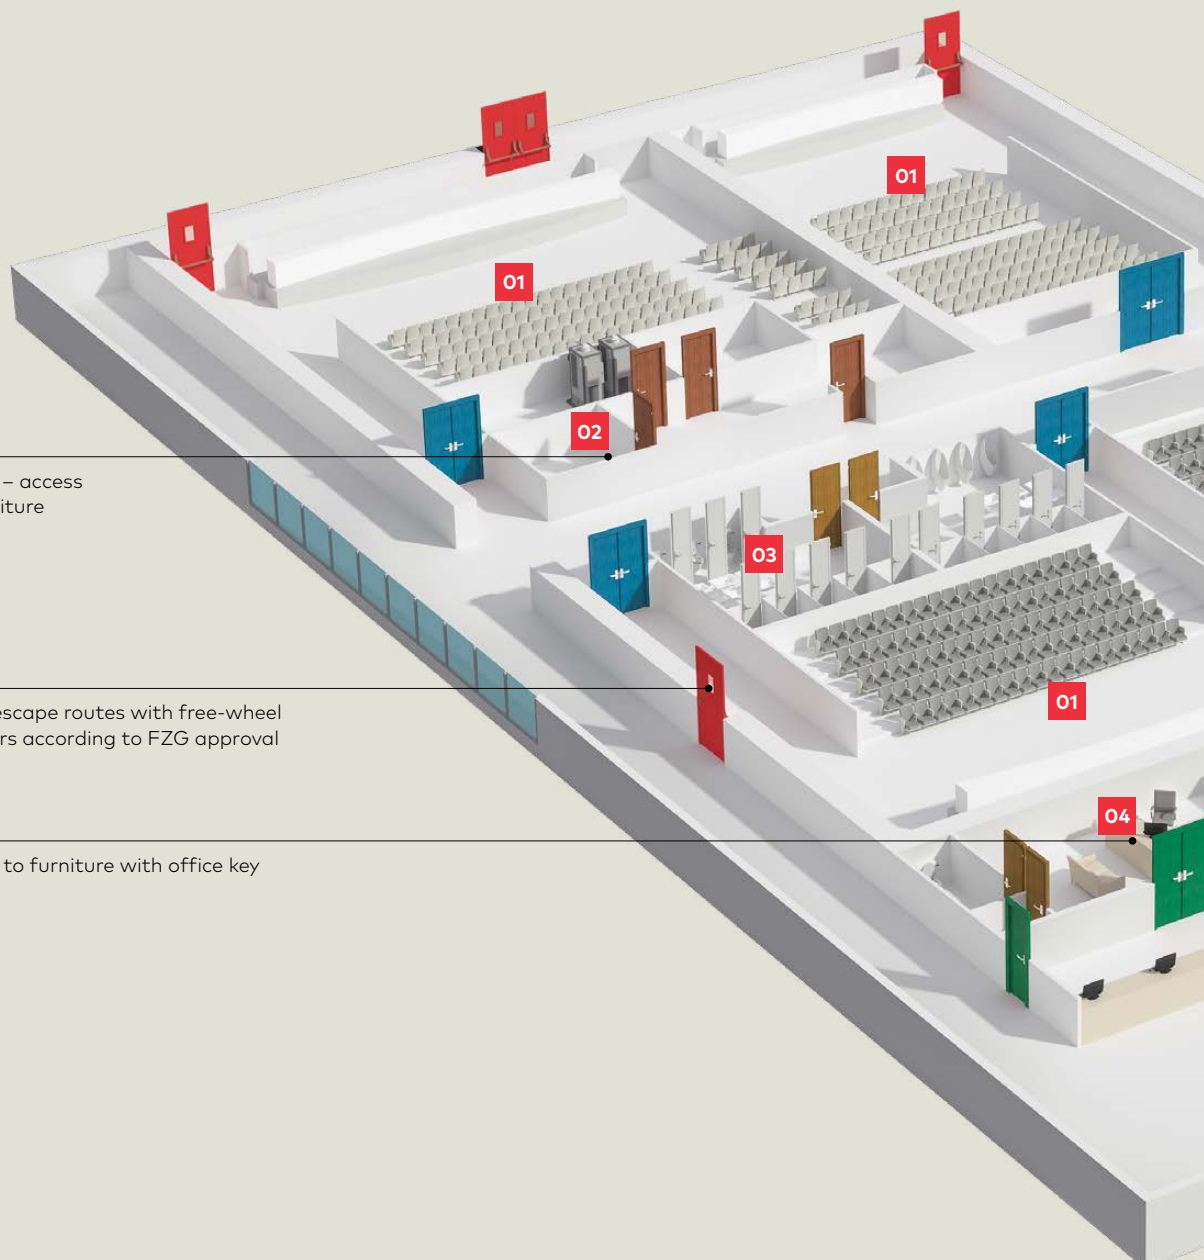 01
01
02
– access
iture
03
escape routes with free-wheel
rs according to FZG approval
01
04
to furniture with office key